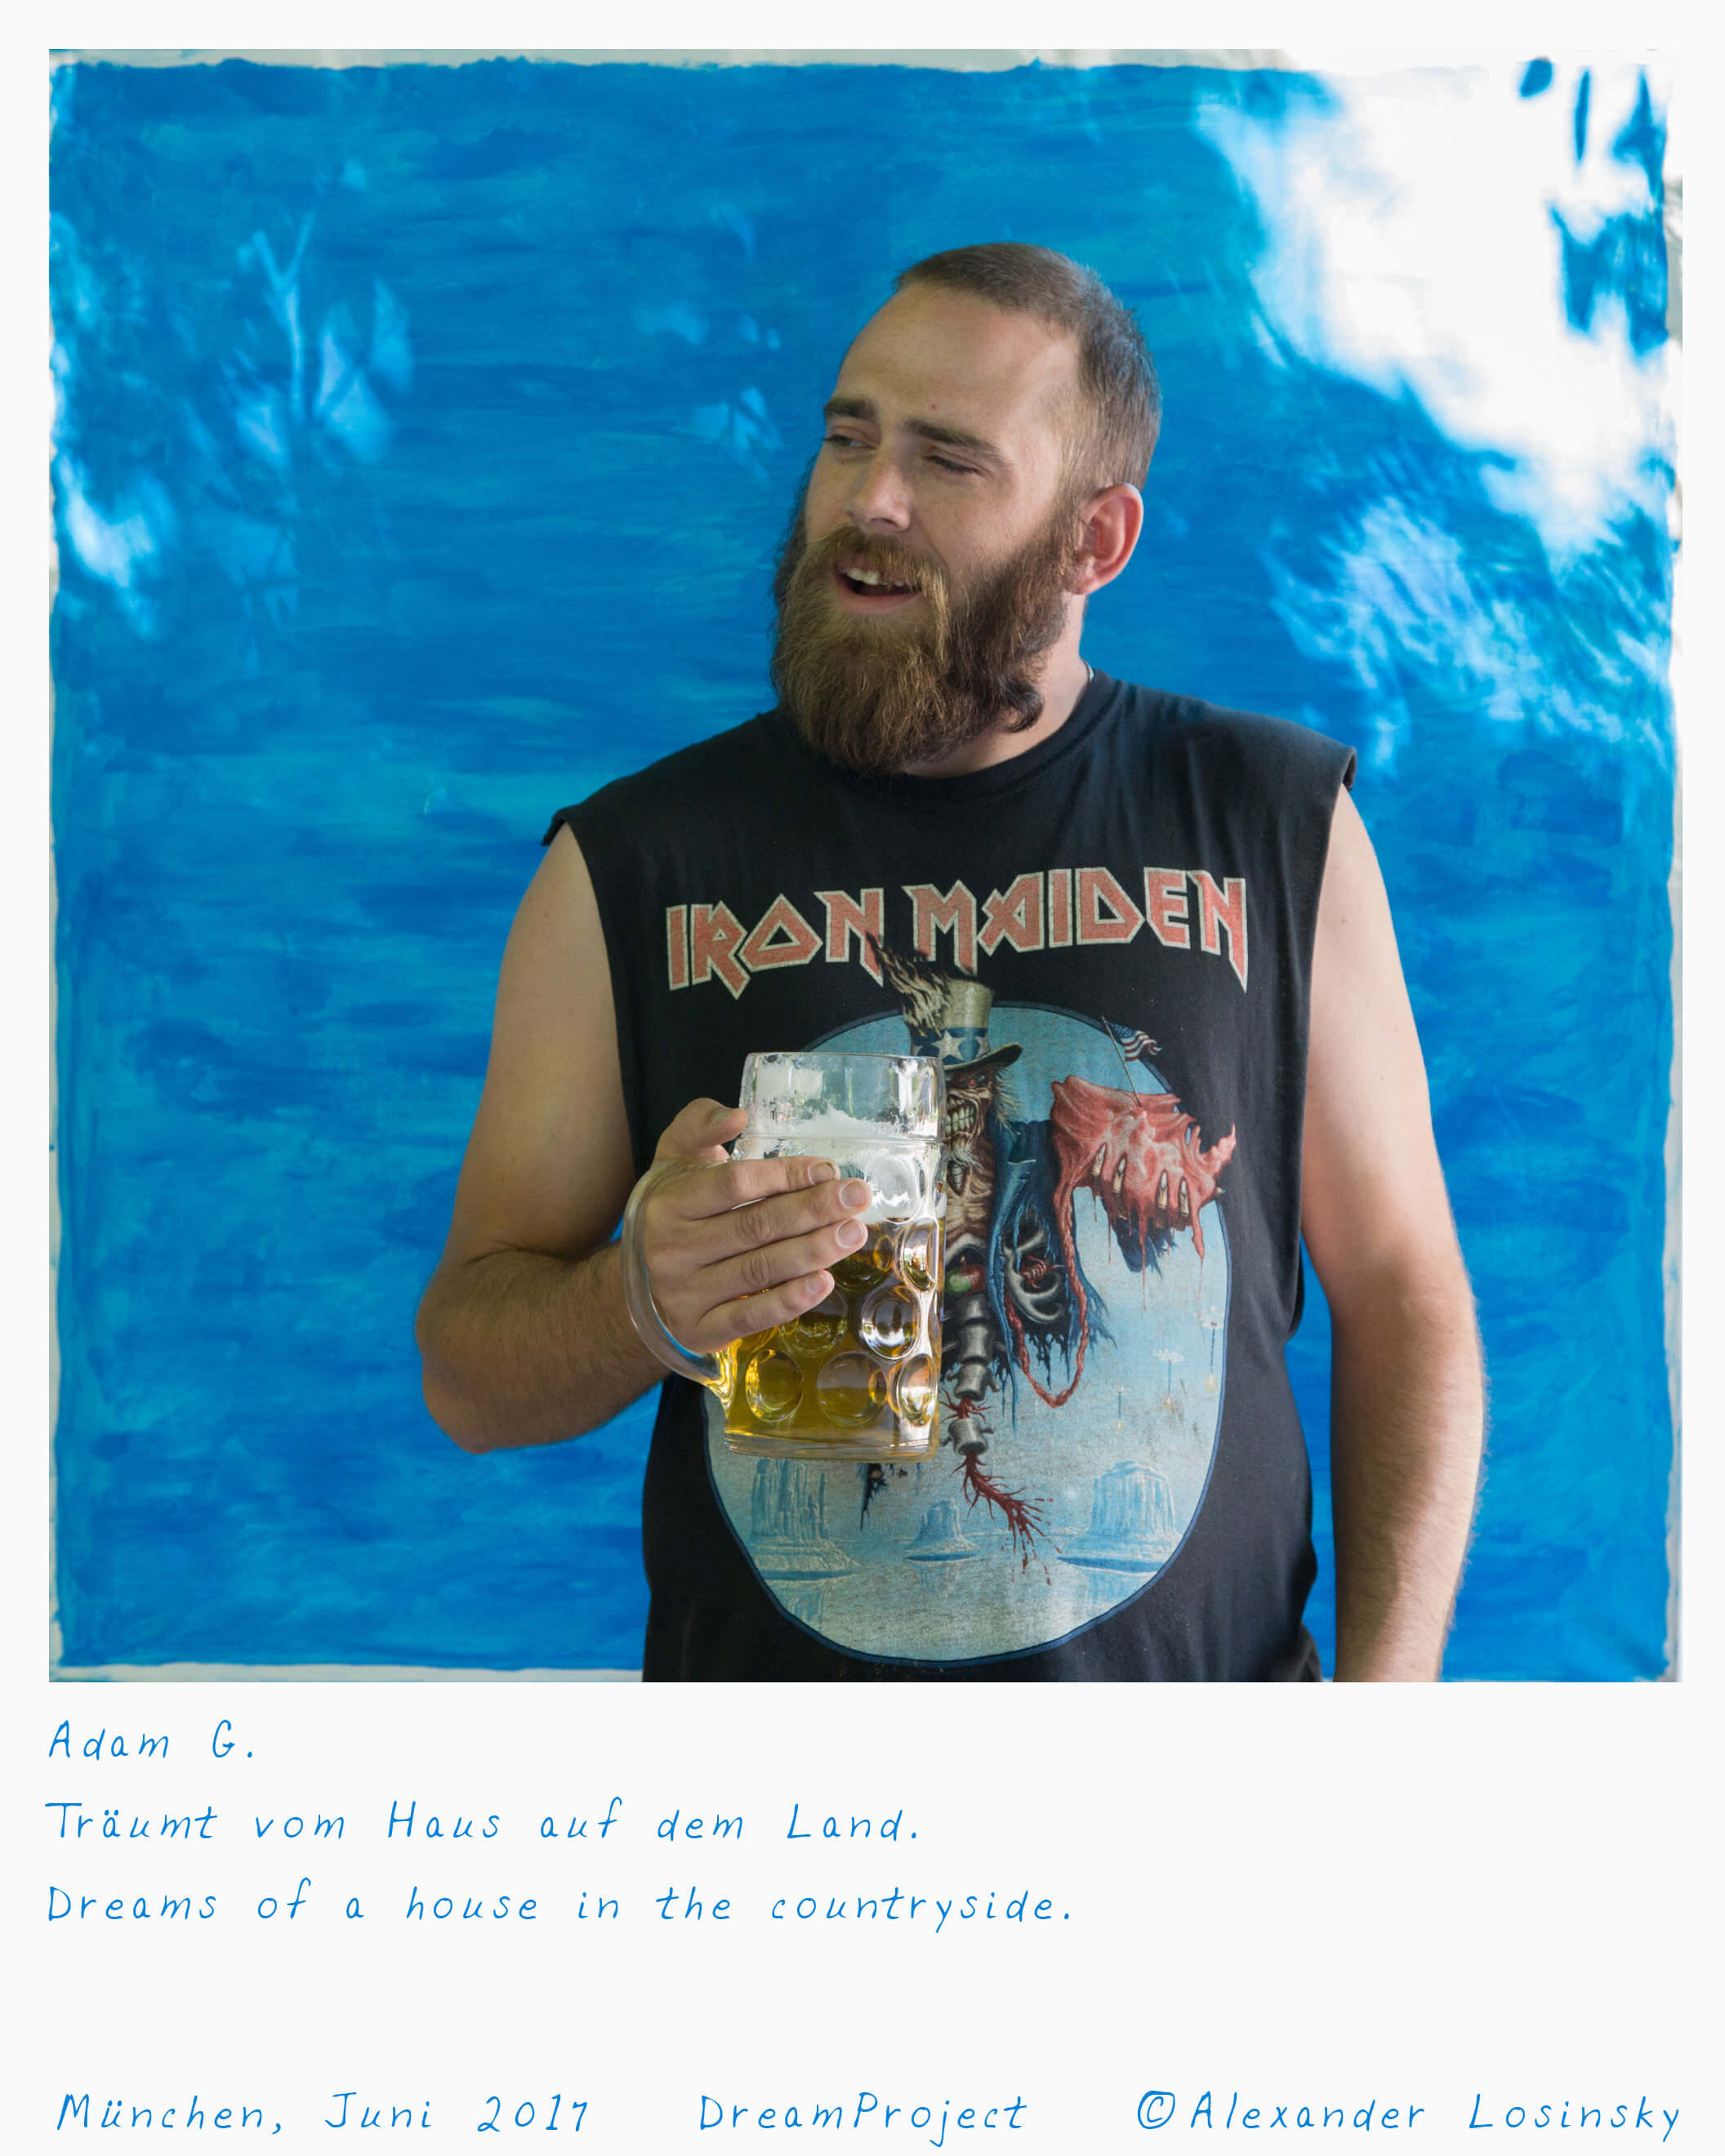 IRON MAIDEN
Adam G.
Träumt vom Haus auf dem Land.
Dreams of a house in the countryside.
München, Juni 2017 DreamProject ©Alexander Losinsky